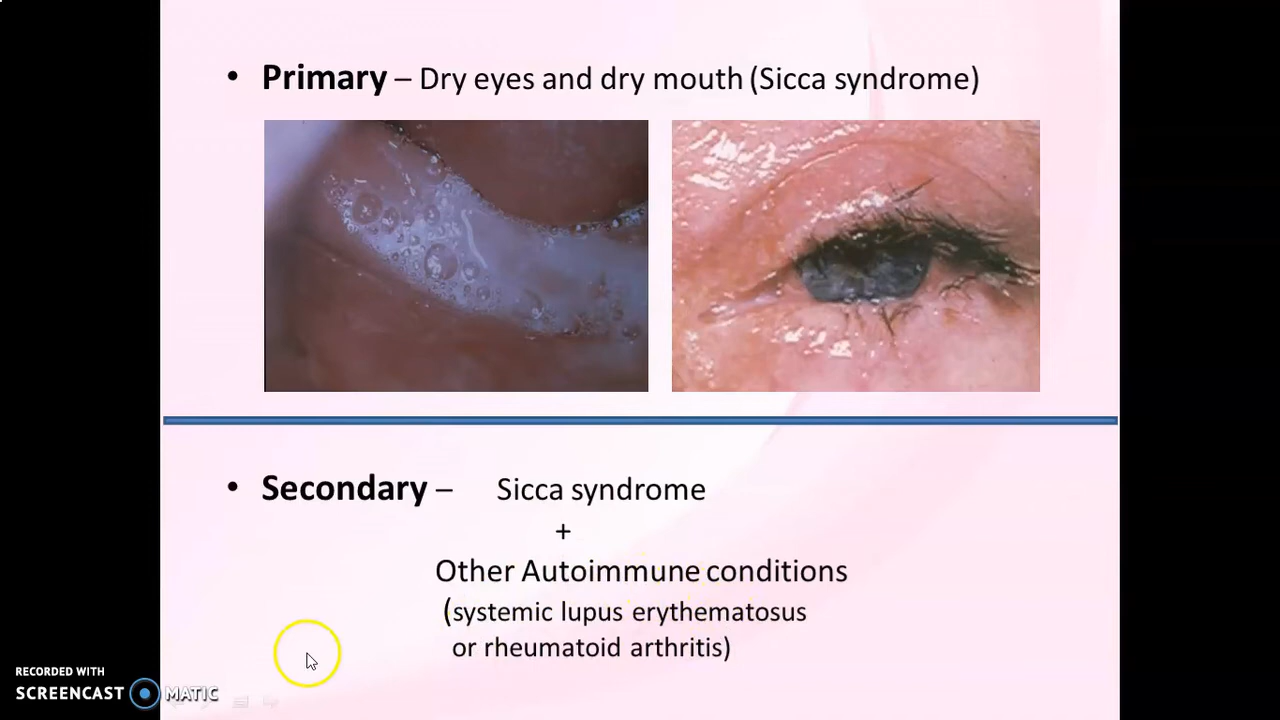 • Primary – Dry eyes and dry mouth (Sicca syndrome)
• Secondary – Sicca syndrome
+
Other Autoimmune conditions
(systemic lupus erythematosus
or rheumatoid arthritis)
RECORDED WITH
SCREENCAST MATIC